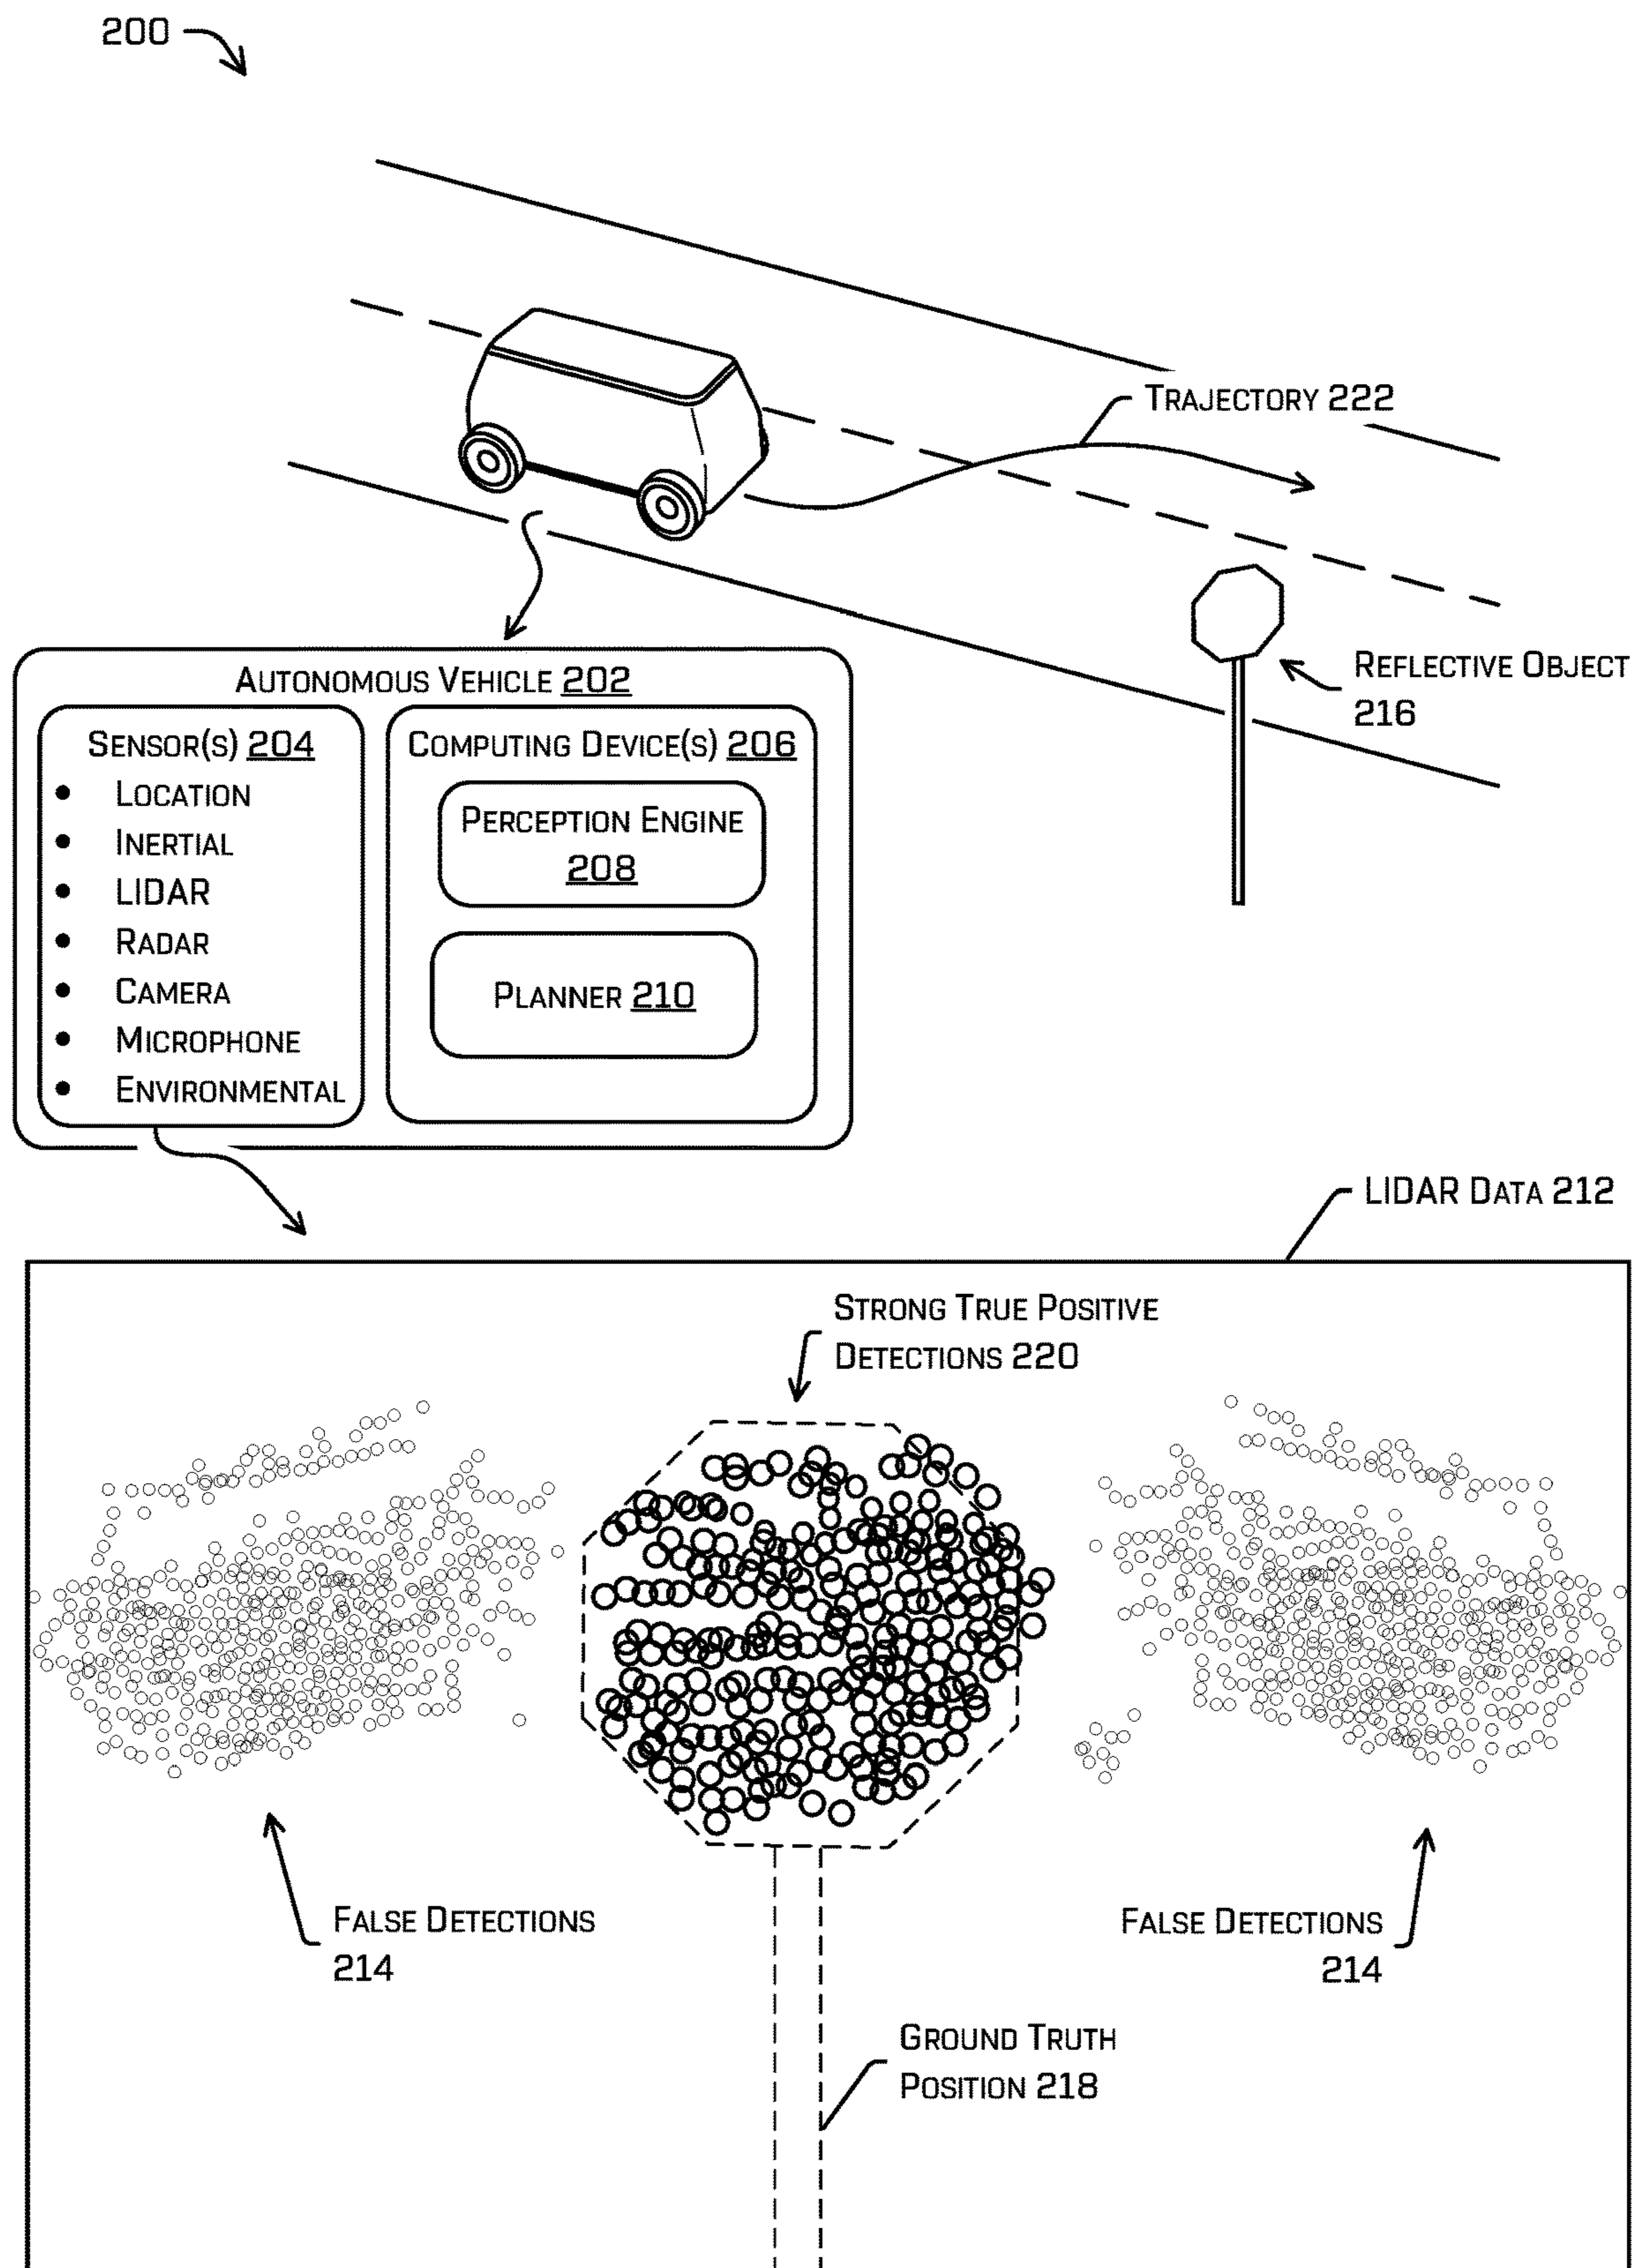 200
TRAJECTORY 222
REFLECTIVE OBJECT
216
AUTONOMOUS VEHICLE 202
SENSOR(S) 204
• LOCATION
• INERTIAL
• LIDAR
• RADAR
• CAMERA
• MICROPHONE
• ENVIRONMENTAL
COMPUTING DEVICE(S) 206
PERCEPTION ENGINE
208
PLANNER 210
LIDAR DATA 212
STRONG TRUE POSITIVE
DETECTIONS 220
FALSE DETECTIONS
214
FALSE DETECTIONS
214
GROUND TRUTH
POSITION 218